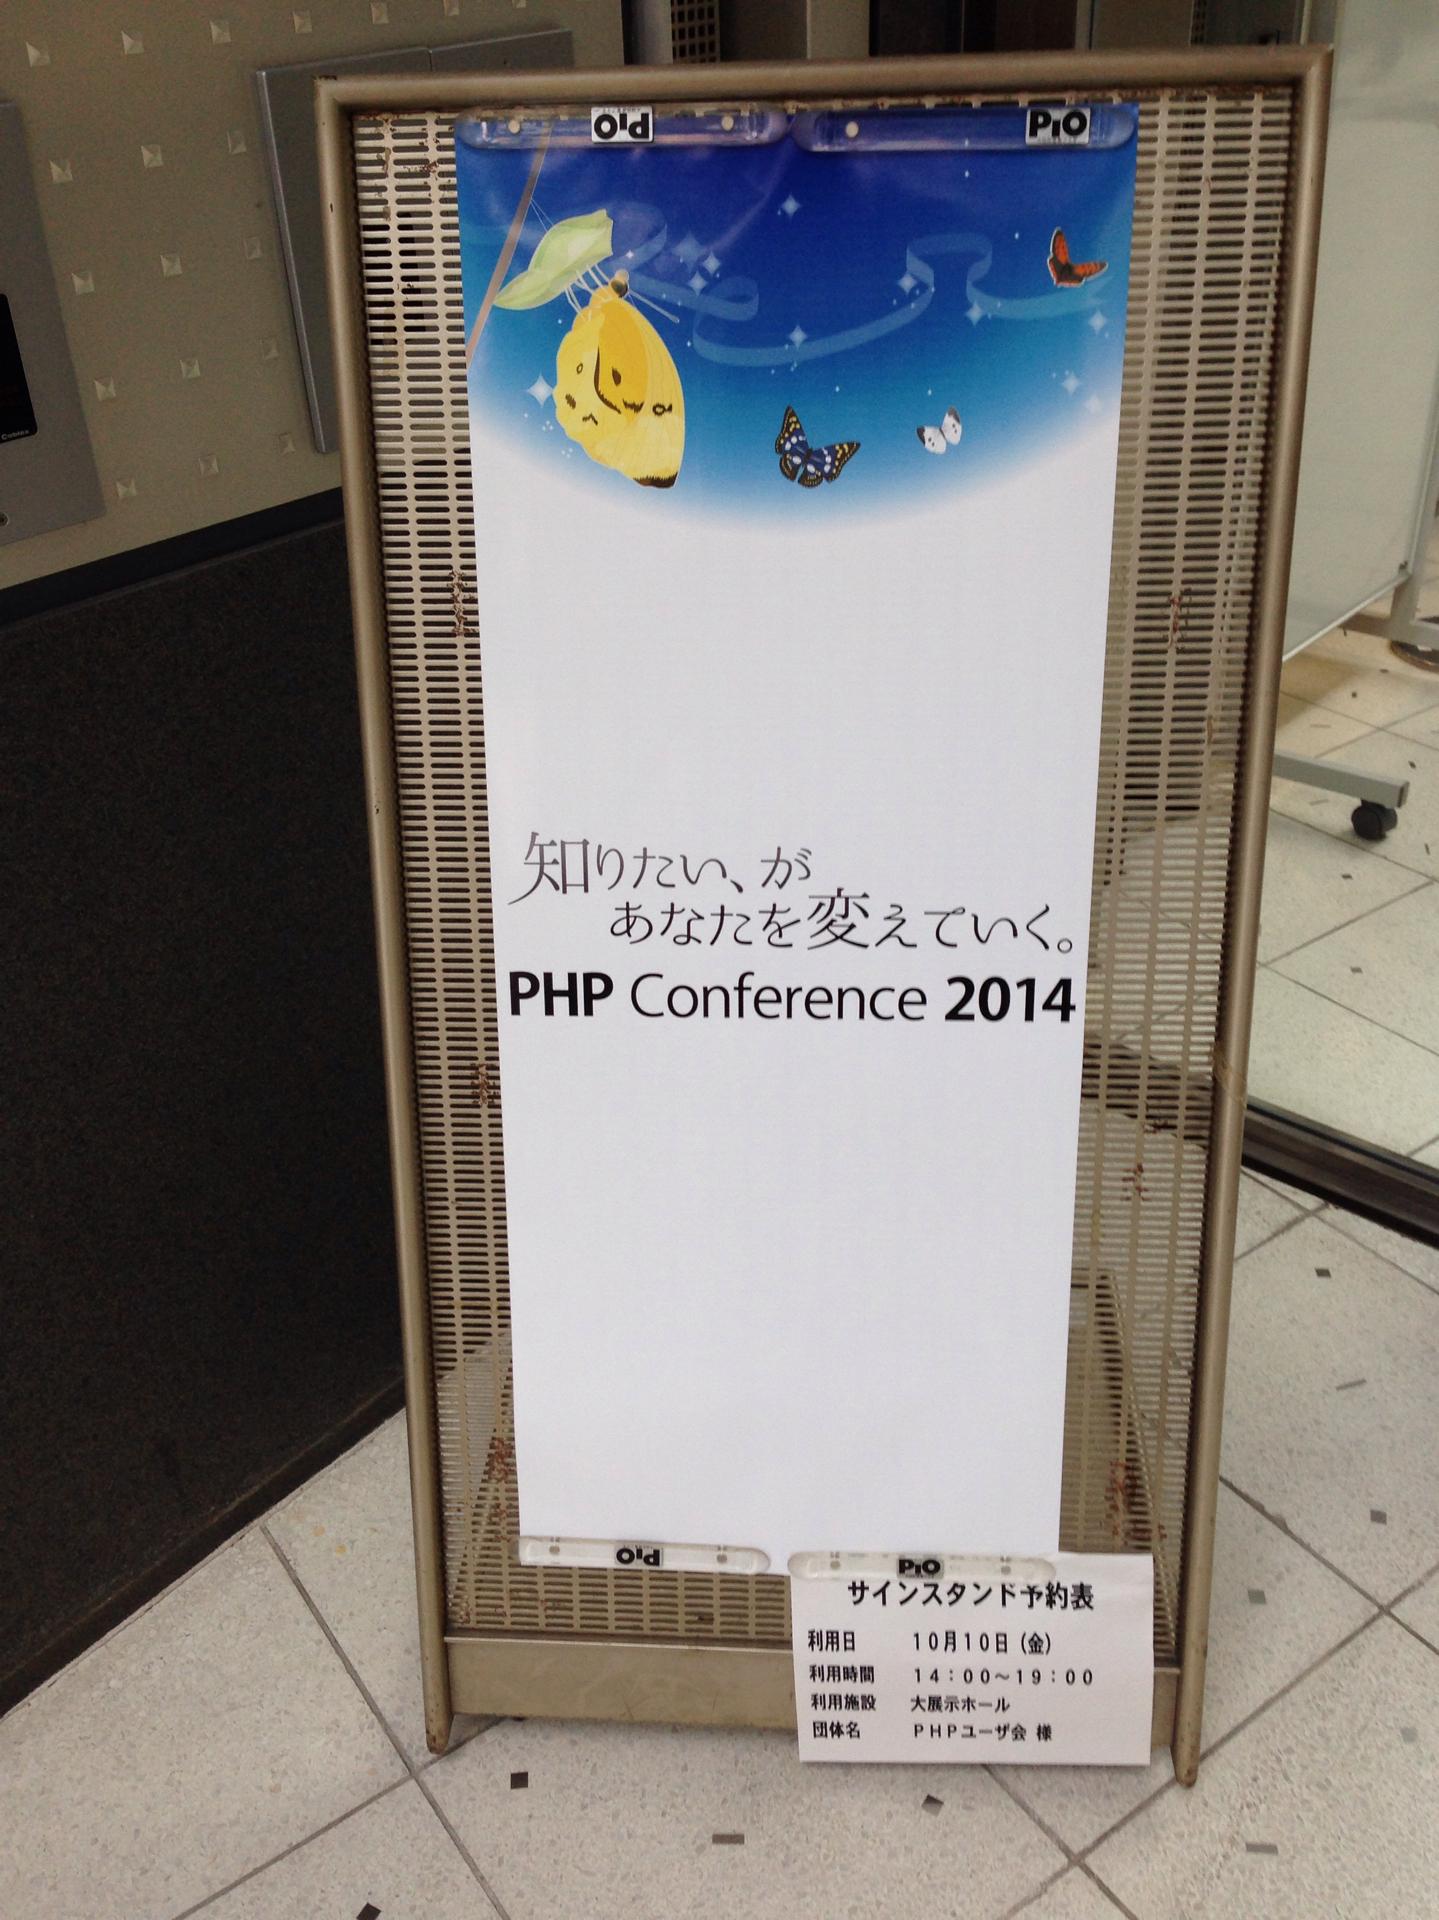 PiO
PiO
知りたい、が
あなたを変えていく。
PHP Conference 2014
PiO
PiO
サインスタンド予約表
利用日 10月10日(金)
利用時間 14:00~19:00
利用施設 大展示ホール
団体名 PHPユーザ会 様